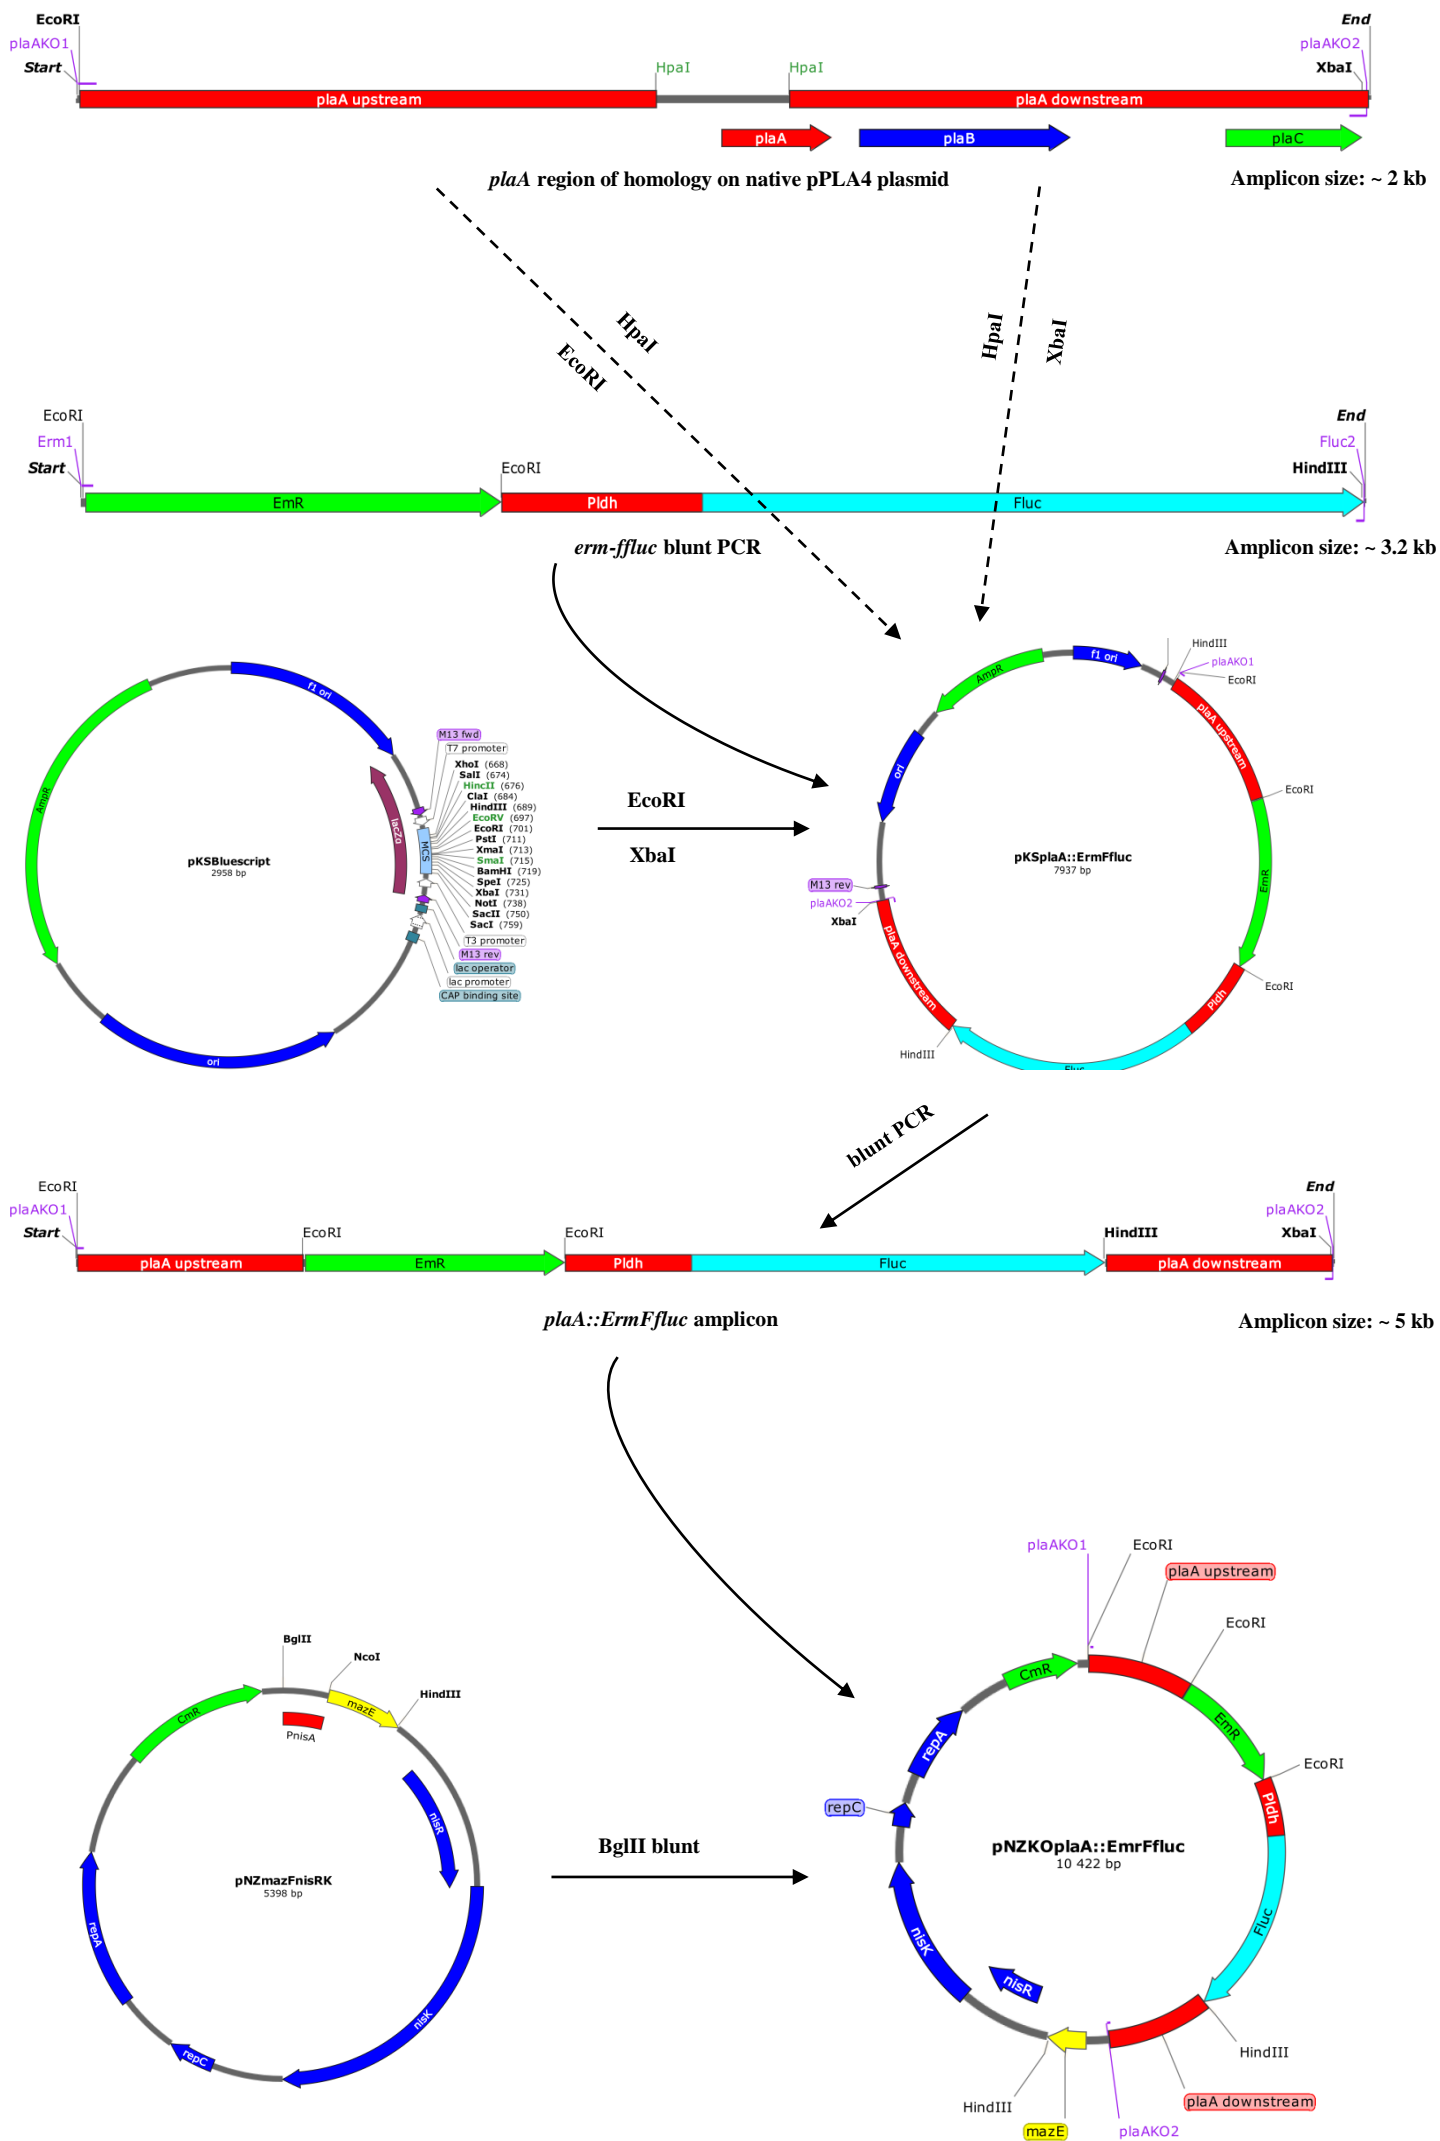 EcoRI
End
plaAKO1
plaAKO2
Start
HpaI
HpaI
XbaI
plaA upstream
plaA downstream
plaA
plaB
plaC
plaA region of homology on native pPLA4 plasmid
Amplicon size: ~ 2 kb
HpaI
EcoRI
HpaI
XbaI
EcoRI
End
Erm1
Fluc2
Start
EcoRI
HindIII
EmR
Pldh
Fluc
erm-ffluc blunt PCR
Amplicon size: ~ 3.2 kb
f1 ori
AmpR
lacZα
MCS
ori
pKSBluescript
2958 bp
M13 fwd
T7 promoter
XhoI (668)
SalI (674)
HincII (676)
ClaI (684)
HindIII (689)
EcoRV (697)
EcoRI (701)
PstI (711)
XmaI (713)
SmaI (715)
BamHI (719)
SpeI (725)
XbaI (731)
NotI (738)
SacII (750)
SacI (759)
T3 promoter
M13 rev
lac operator
lac promoter
CAP binding site
EcoRI
XbaI
HindIII
plaAKO1
EcoRI
f1 ori
AmpR
plaA upstream
ori
EcoRI
pKSplaA::ErmFfluc
7937 bp
EmR
M13 rev
plaAKO2
XbaI
plaA downstream
EcoRI
Pldh
HindIII
Fluc
blunt PCR
EcoRI
End
plaAKO1
plaAKO2
Start
EcoRI
EcoRI
HindIII
XbaI
plaA upstream
EmR
Pldh
Fluc
plaA downstream
plaA::ErmFfluc amplicon
Amplicon size: ~ 5 kb
BglII
NcoI
HindIII
CmR
mazE
PnisA
nisR
pNZmazFnisRK
5398 bp
repA
nisK
repC
BglII blunt
plaAKO1
EcoRI
plaA upstream
EcoRI
CmR
EmR
repA
EcoRI
Pldh
repC
pNZKOplaA::EmrFfluc
10 422 bp
nisK
Fluc
nisR
HindIII
HindIII
plaA downstream
mazE
plaAKO2